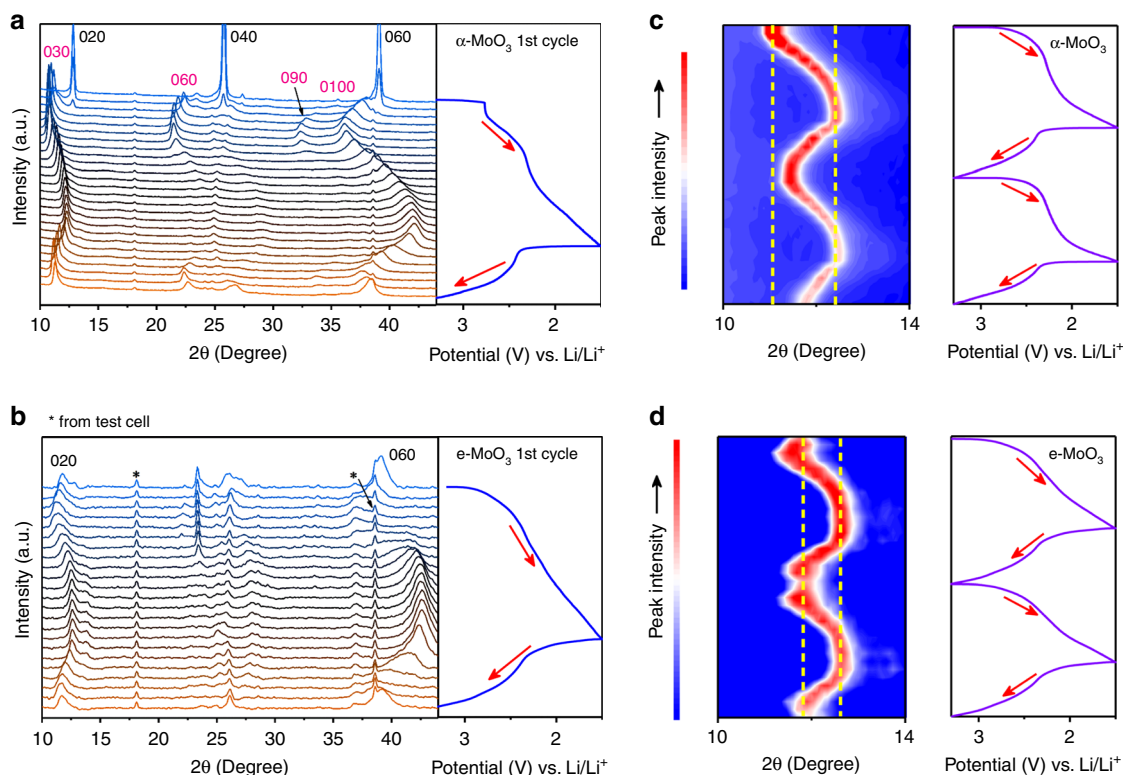 a
030
020
040
060
060
090
0100
α-MoO₃ 1st cycle
Intensity (a.u.)
10 15 20 25 30 35 40
3 2
2θ (Degree)
Potential (V) vs. Li/Li⁺
c
α-MoO₃
Peak intensity
10 14
3 2
2θ (Degree)
Potential (V) vs. Li/Li⁺
b
* from test cell
020
*
*
060
e-MoO₃ 1st cycle
Intensity (a.u.)
10 15 20 25 30 35 40
3 2
2θ (Degree)
Potential (V) vs. Li/Li⁺
d
e-MoO₃
Peak intensity
10 14
3 2
2θ (Degree)
Potential (V) vs. Li/Li⁺